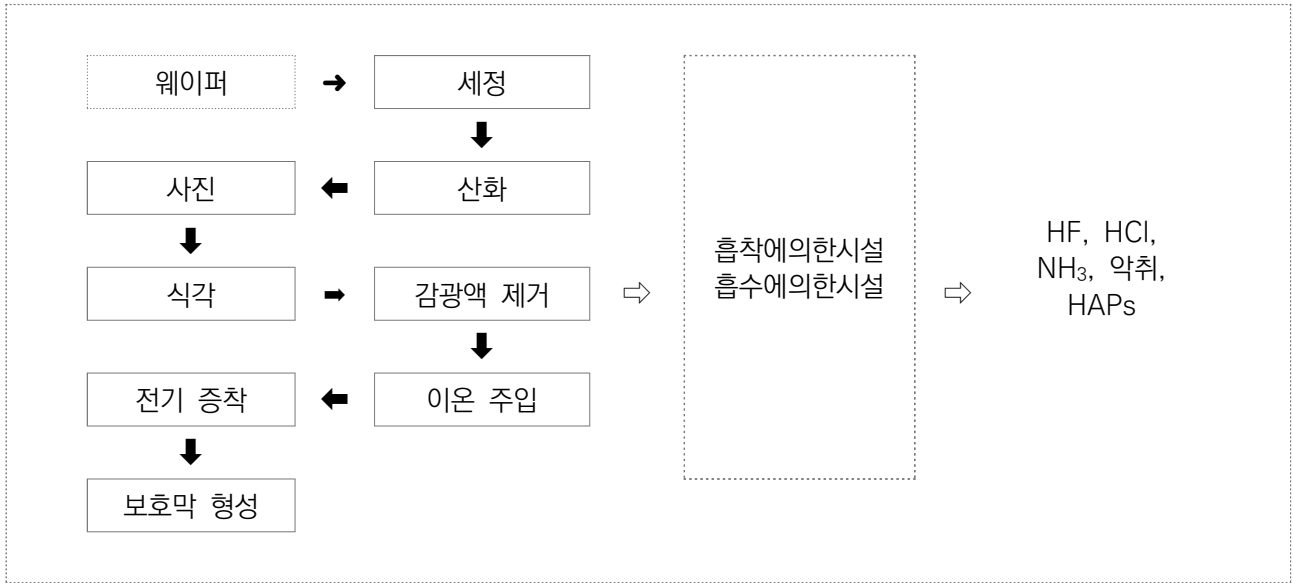 웨이퍼
세정
사진
산화
식각
감광액 제거
전기 증착
이온 주입
보호막 형성
흡착에의한시설
흡수에의한시설
HF, HCl,
NH₃, 악취,
HAPs